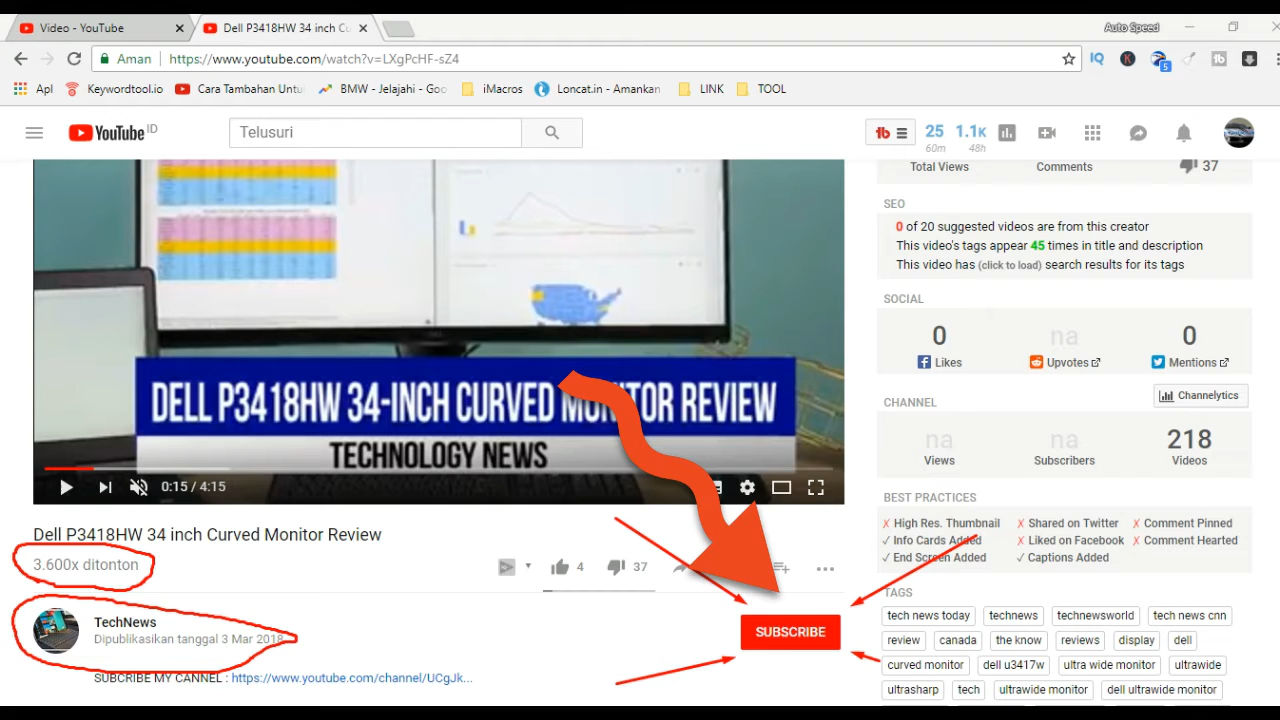 Video - YouTube
Dell P3418HW 34 inch Cu
Auto Speed
Aman
https://www.youtube.com/watch?v=LXgPcHF-sZ4
IQ
K
5
tb
Apl
Keywordtool.io
Cara Tambahan Untu
BMW - Jelajahi - Goo
iMacros
Loncat.in - Amankan
LINK
TOOL
YouTube ID
Telusuri
tb
25
60m
1.1K
48h
Total Views
Comments
37
SEO
0 of 20 suggested videos are from this creator
This video's tags appear 45 times in title and description
This video has (click to load) search results for its tags
SOCIAL
0
na
0
Likes
Upvotes
Mentions
CHANNEL
Channelytics
na
na
218
Views
Subscribers
Videos
BEST PRACTICES
✗ High Res. Thumbnail
✗ Shared on Twitter
✗ Comment Pinned
✓ Info Cards Added
✗ Liked on Facebook
✗ Comment Hearted
✓ End Screen Added
✓ Captions Added
TAGS
tech news today
technews
technewsworld
tech news cnn
review
canada
the know
reviews
display
dell
curved monitor
dell u3417w
ultra wide monitor
ultrawide
ultrasharp
tech
ultrawide monitor
dell ultrawide monitor
DELL P3418HW 34-INCH CURVED MONITOR REVIEW
TECHNOLOGY NEWS
0:15 / 4:15
Dell P3418HW 34 inch Curved Monitor Review
3.600x ditonton
4
37
TechNews
Dipublikasikan tanggal 3 Mar 2018
SUBSCRIBE
SUBCRIBE MY CANNEL : https://www.youtube.com/channel/UCgJk...